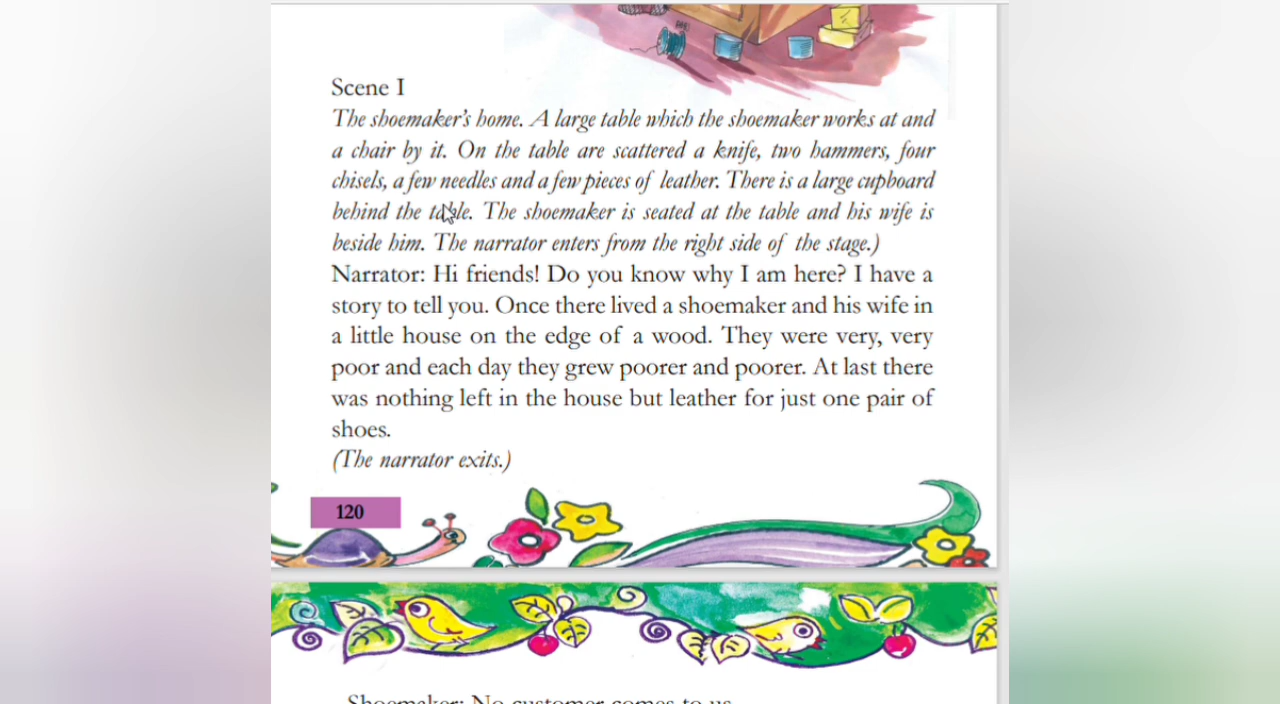 Scene I
The shoemaker's home. A large table which the shoemaker works at and
a chair by it. On the table are scattered a knife, two hammers, four
chisels, a few needles and a few pieces of leather. There is a large cupboard
behind the table. The shoemaker is seated at the table and his wife is
beside him. The narrator enters from the right side of the stage.)
Narrator: Hi friends! Do you know why I am here? I have a
story to tell you. Once there lived a shoemaker and his wife in
a little house on the edge of a wood. They were very, very
poor and each day they grew poorer and poorer. At last there
was nothing left in the house but leather for just one pair of
shoes.
(The narrator exits.)
120
Shoemaker: No customer comes to us